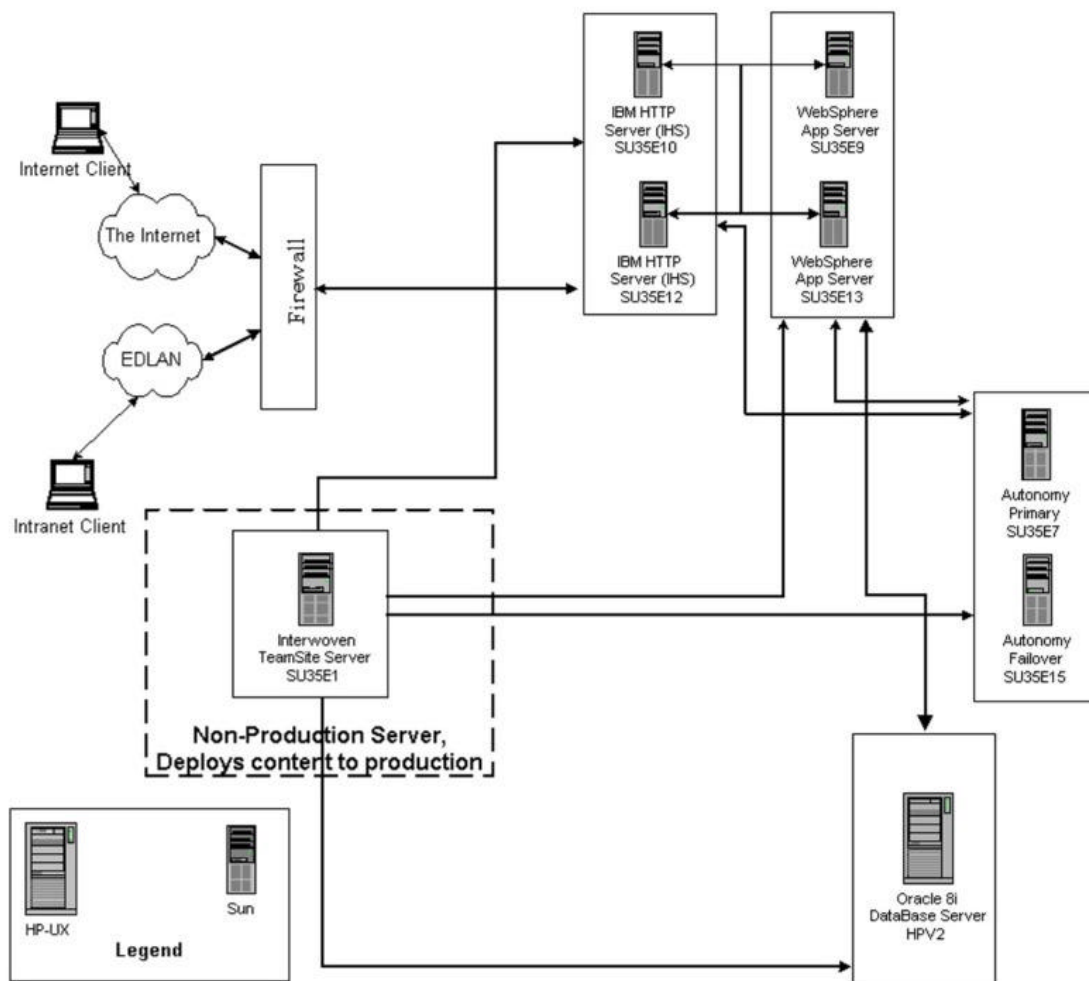 IBM HTTP
Server (IHS)
SU35E10
WebSphere
App Server
SU35E9
Internet Client
The Internet
Firewall
IBM HTTP
Server (IHS)
SU35E12
WebSphere
App Server
SU35E13
EDLAN
Intranet Client
Autonomy
Primary
SU35E7
Interwoven
TeamSite Server
SU35E1
Autonomy
Failover
SU35E15
Non-Production Server,
Deploys content to production
HP-UX
Sun
Legend
Oracle 8i
DataBase Server
HPV2